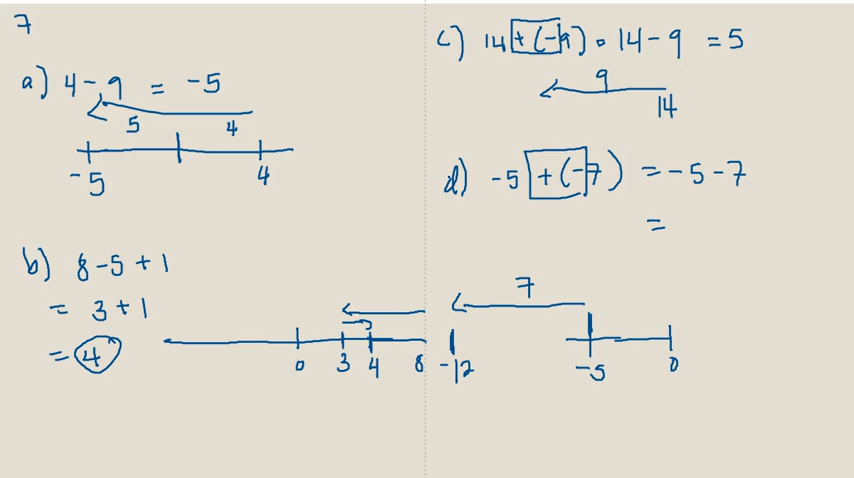 7
a) 4 - 9 = -5
5 4
-5 4
b) 8 - 5 + 1
= 3 + 1
= 4
0 3 4 8
c) 14 + (-9) = 14 - 9 = 5
9
14
d) -5 + (-7) = -5 - 7
=
7
-12 -5 0